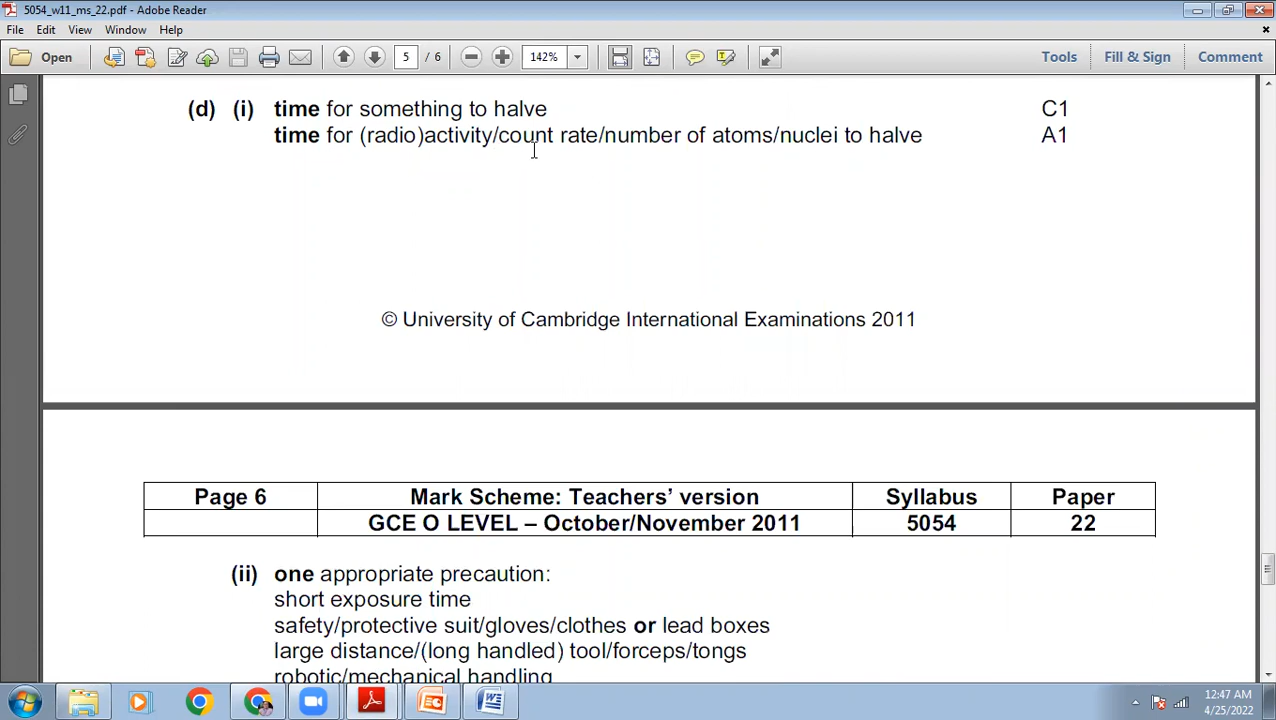 5054_w11_ms_22.pdf - Adobe Reader
File Edit View Window Help
Open 5 / 6 142% Tools Fill & Sign Comment
(d) (i) time for something to halve C1
time for (radio)activity/count rate/number of atoms/nuclei to halve A1
© University of Cambridge International Examinations 2011
Page 6 Mark Scheme: Teachers’ version Syllabus Paper
GCE O LEVEL – October/November 2011 5054 22
(ii) one appropriate precaution:
short exposure time
safety/protective suit/gloves/clothes or lead boxes
large distance/(long handled) tool/forceps/tongs
robotic/mechanical handling
12:47 AM
4/25/2022